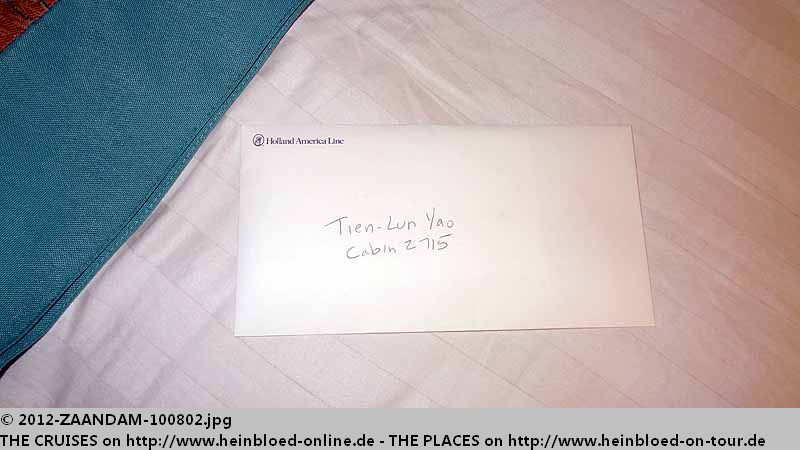 Holland America Line
Tien-Lun Yao
Cabin 2715
© 2012-ZAANDAM-100802.jpg
THE CRUISES on http://www.heinbloed-online.de - THE PLACES on http://www.heinbloed-on-tour.de